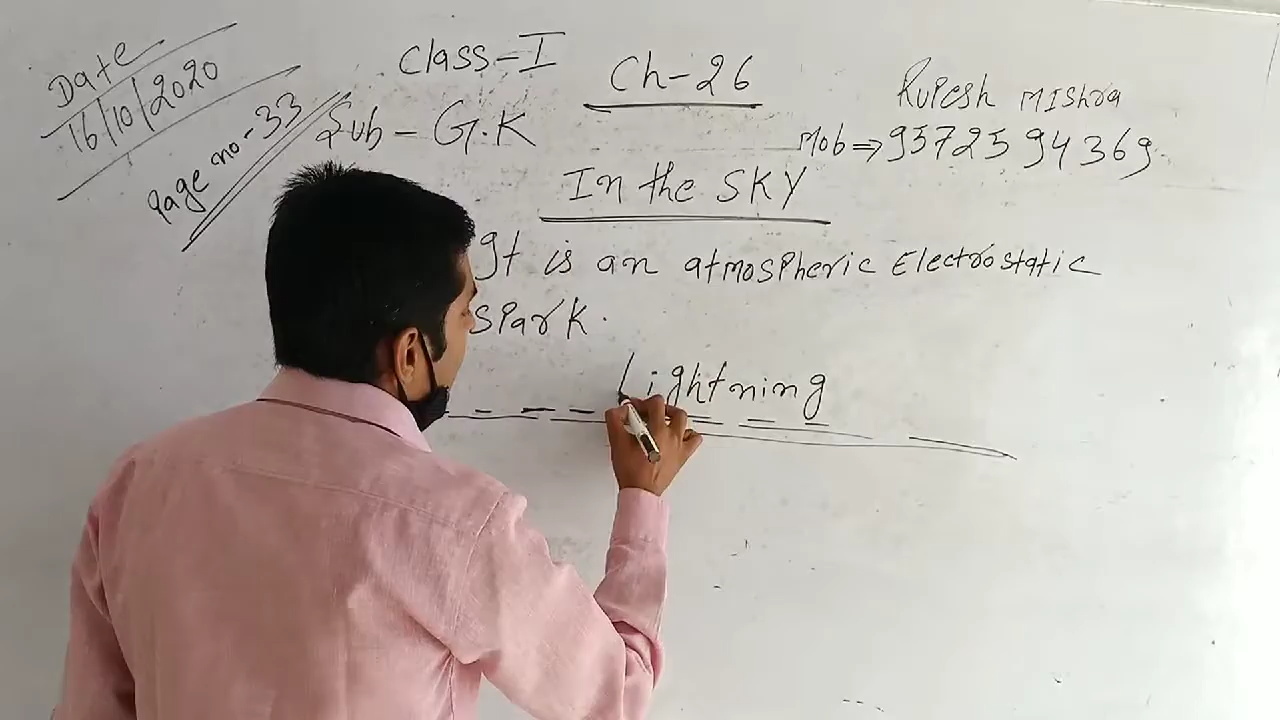 Date
16/10/2020
Page no-33
Class-I
Sub - G.K
Ch-26
Rupesh Mishra
Mob ⇒ 9572594369.
In the SKY
It is an atmospheric Electrostatic
spark.
Lightning